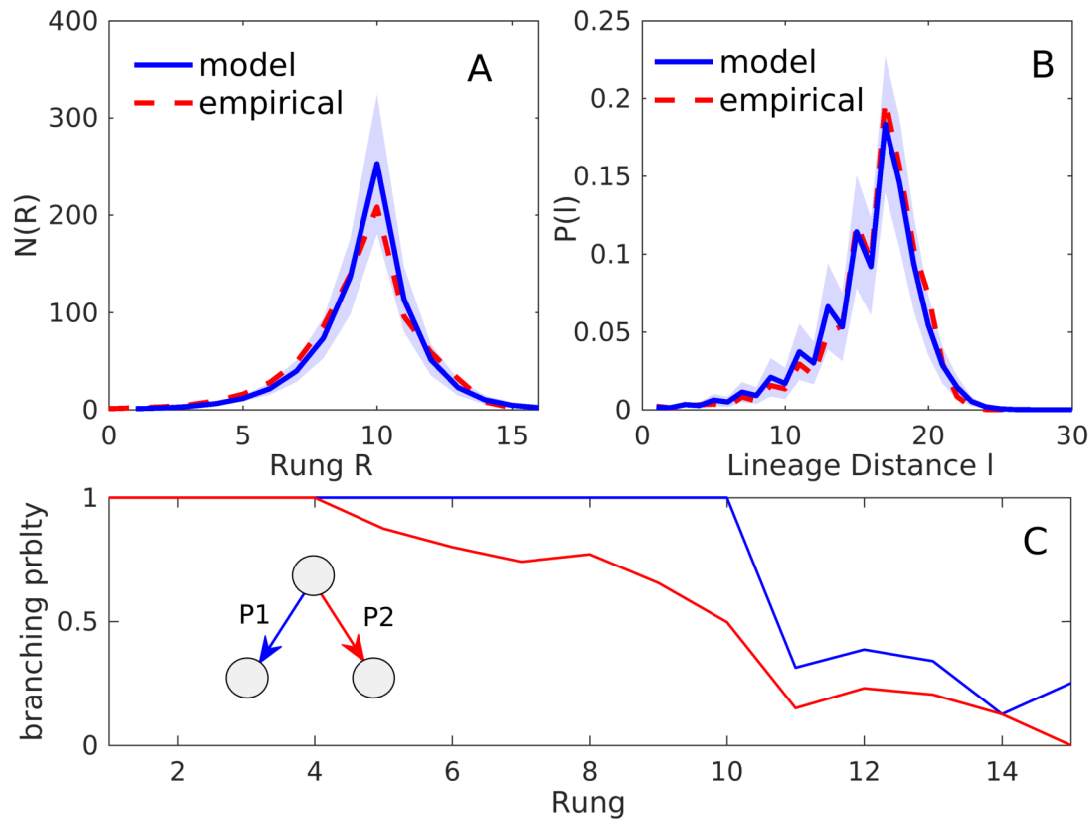 400
300
200
100
0
N(R)
model
empirical
A
0 5 10 15
Rung R
0.25
0.2
0.15
0.1
0.05
0
P(l)
model
empirical
B
0 10 20 30
Lineage Distance l
1
0.5
0
branching prblty
C
P1 P2
2 4 6 8 10 12 14
Rung